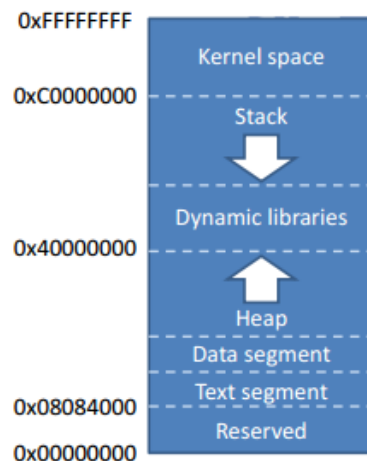 0xFFFFFFFF
Kernel space
0xC0000000
Stack
Dynamic libraries
0x40000000
Heap
Data segment
Text segment
0x08084000
Reserved
0x00000000